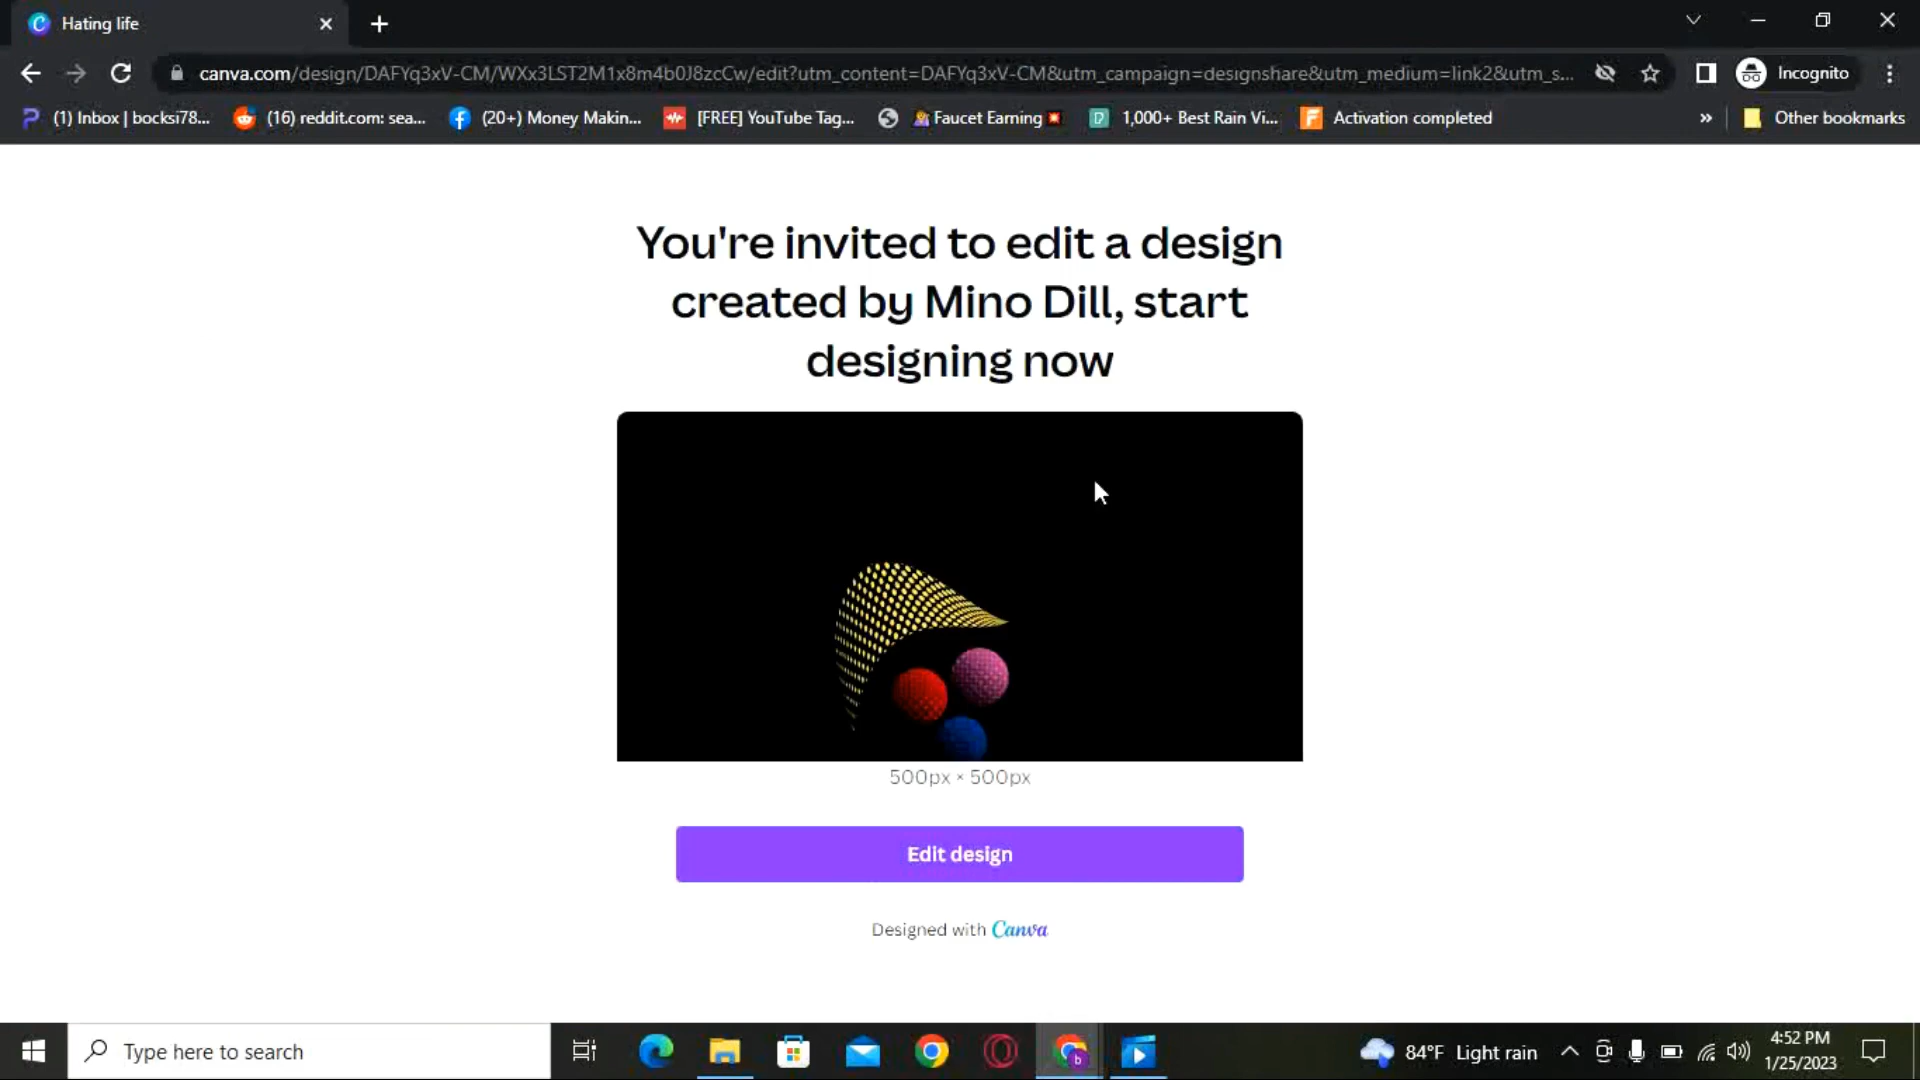 Hating life
canva.com/design/DAFYq3xV-CM/WXx3LST2M1x8m4b0J8zcCw/edit?utm_content=DAFYq3xV-CM&utm_campaign=designshare&utm_medium=link2&utm_s...
Incognito
(1) Inbox | bocksi78...
(16) reddit.com: sea...
(20+) Money Makin...
[FREE] YouTube Tag...
Faucet Earning
1,000+ Best Rain Vi...
Activation completed
»
Other bookmarks
You're invited to edit a design
created by Mino Dill, start
designing now
500px × 500px
Edit design
Designed with Canva
Type here to search
84°F Light rain
4:52 PM
1/25/2023